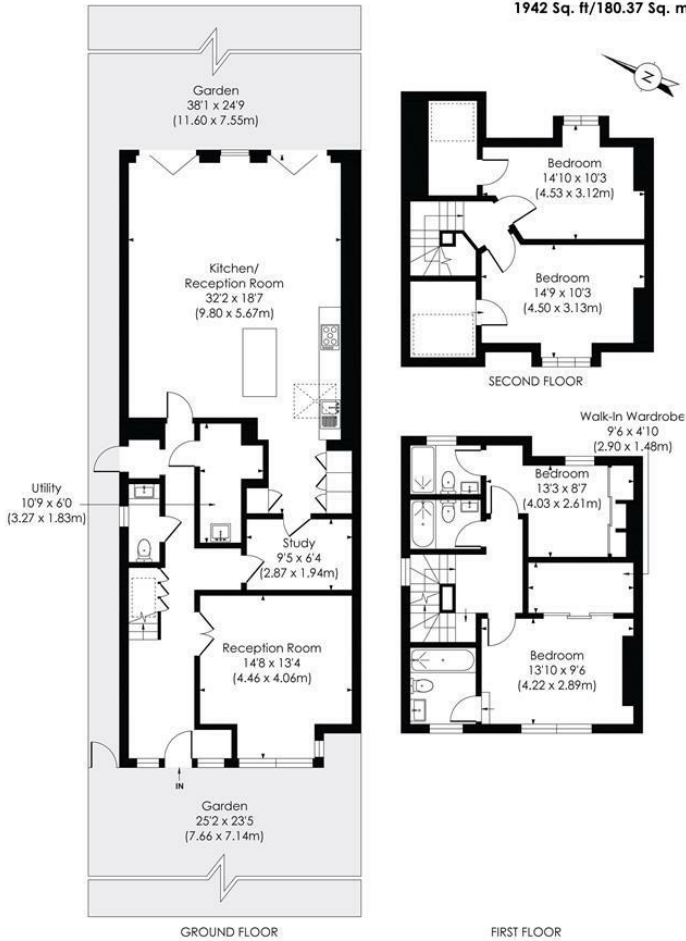 1942 Sq. ft/180.37 Sq. m
Garden
38'1 x 24'9
(11.60 x 7.55m)
N
Bedroom
14'10 x 10'3
(4.53 x 3.12m)
Kitchen/
Reception Room
32'2 x 18'7
(9.80 x 5.67m)
Bedroom
14'9 x 10'3
(4.50 x 3.13m)
SECOND FLOOR
Walk-In Wardrobe
9'6 x 4'10
(2.90 x 1.48m)
Utility
10'9 x 6'0
(3.27 x 1.83m)
Bedroom
13'3 x 8'7
(4.03 x 2.61m)
Study
9'5 x 6'4
(2.87 x 1.94m)
Reception Room
14'8 x 13'4
(4.46 x 4.06m)
Bedroom
13'10 x 9'6
(4.22 x 2.89m)
IN
Garden
25'2 x 23'5
(7.66 x 7.14m)
GROUND FLOOR
FIRST FLOOR